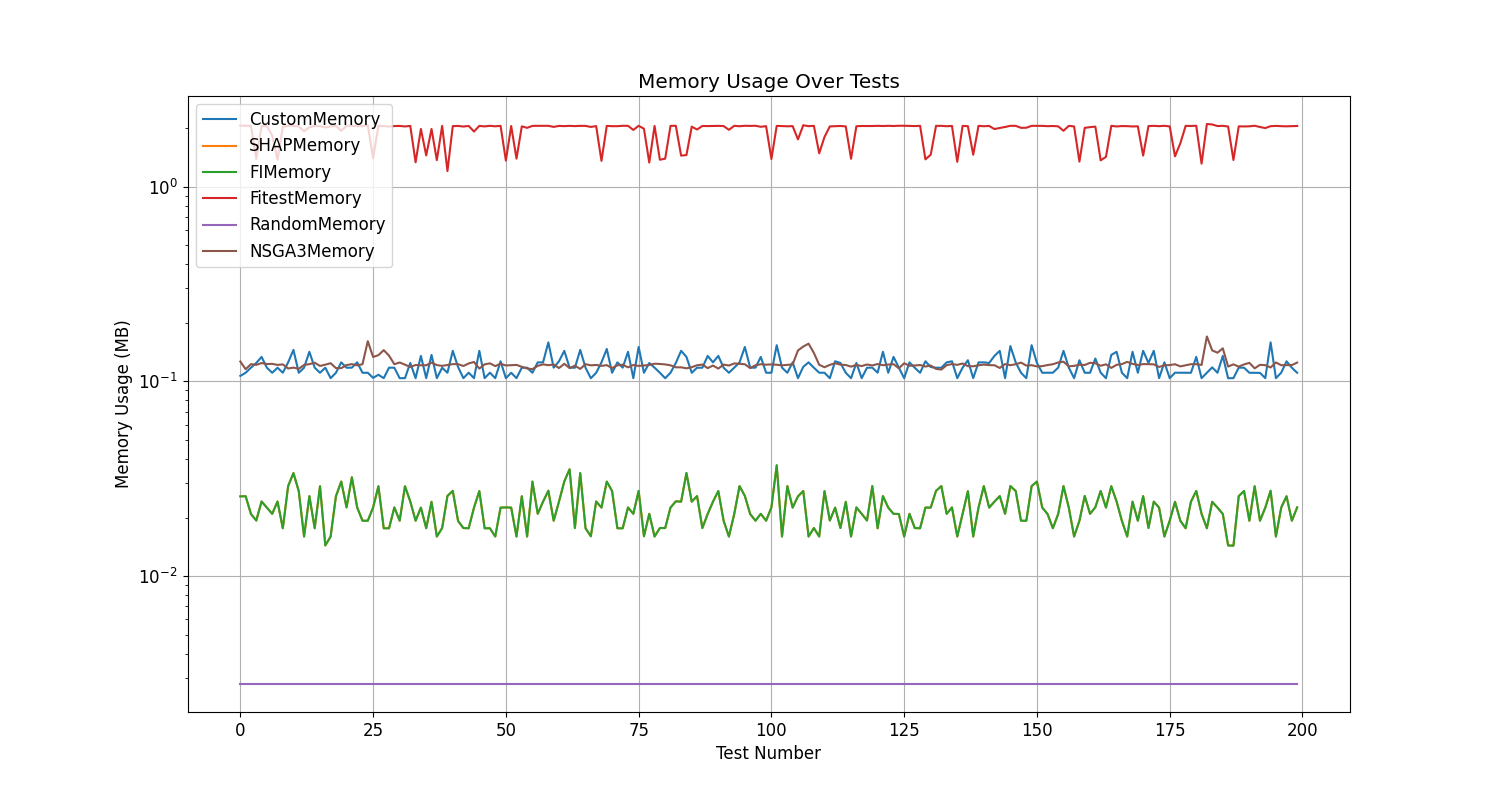 Memory Usage Over Tests
CustomMemory
SHAPMemory
FIMemory
FitestMemory
RandomMemory
NSGA3Memory
Memory Usage (MB)
10⁰
10⁻¹
10⁻²
0 25 50 75 100 125 150 175 200
Test Number